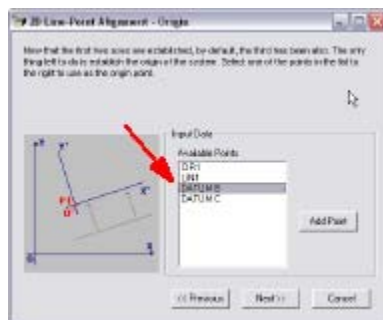 2D Line-Point Alignment - Origin
Now that the first two axes are established, by default, the third has been also. The only
thing left to do is establish the origin of the system. Select one of the points in the list to
the right to use as the origin point.
Input Data
Available Points
CIR1
LIN1
DATUM B
DATUM C
Add Point
<< Previous
Next >>
Cancel